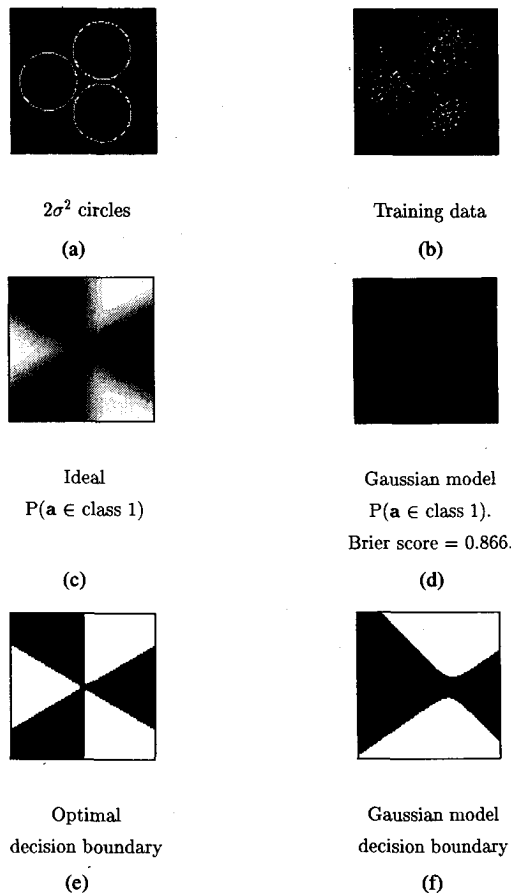 2σ² circles
(a)
Training data
(b)
Ideal
P(a ∈ class 1)
(c)
Gaussian model
P(a ∈ class 1).
Brier score = 0.866.
(d)
Optimal
decision boundary
(e)
Gaussian model
decision boundary
(f)